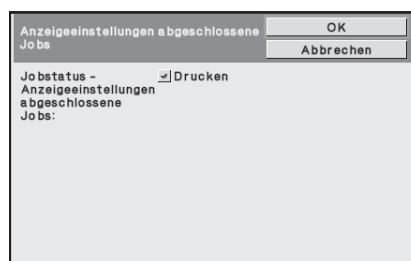 Anzeigeeinstellungen abgeschlossene
Jobs
OK
Abbrechen
Jobstatus –
Anzeigeeinstellungen
abgeschlossene
Jobs:
Drucken